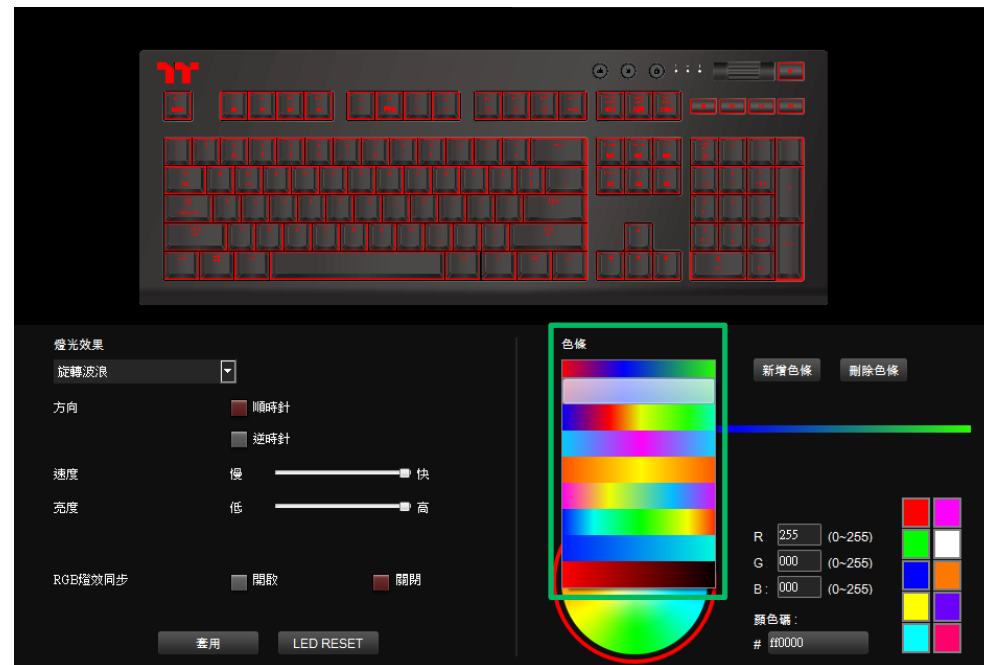 燈光效果
旋轉波浪
方向
順時針
逆時針
速度 慢 快
亮度 低 高
RGB燈效同步 開啟 關閉
套用 LED RESET
色條
新增色條 刪除色條
R 255 (0~255)
G 000 (0~255)
B: 000 (0~255)
顏色碼:
# ff0000